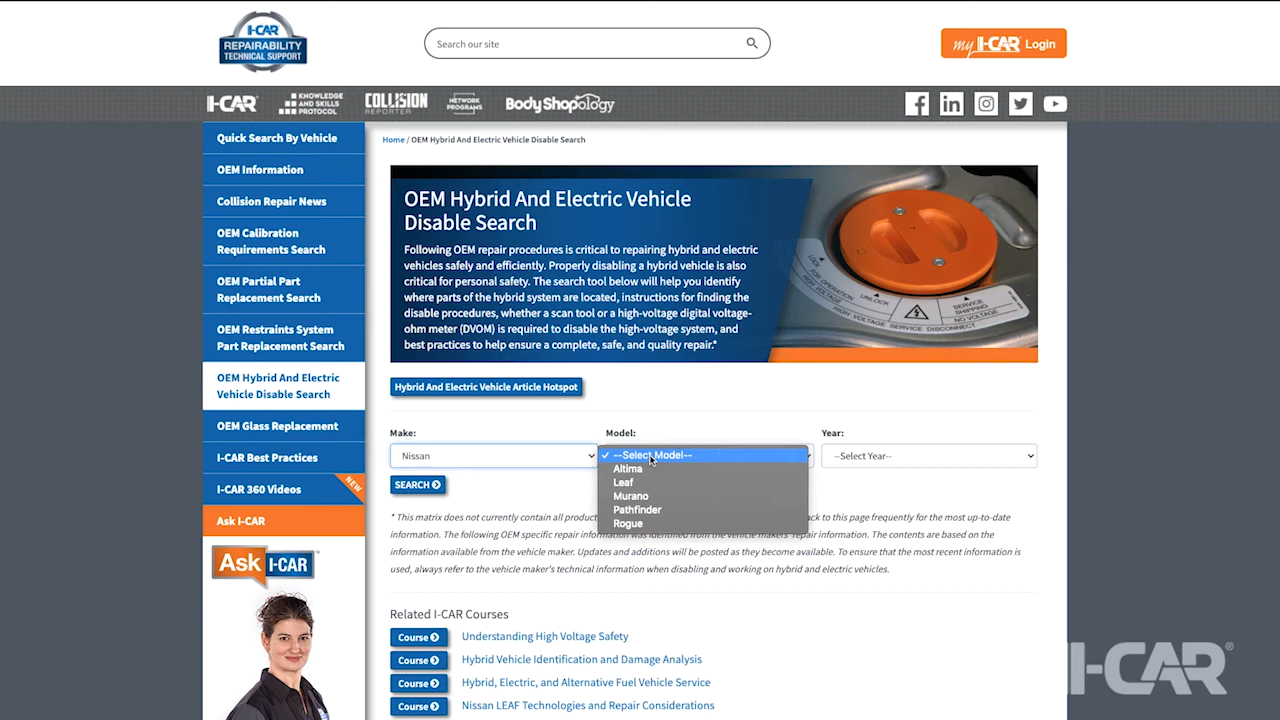 I-CAR
REPAIRABILITY
TECHNICAL SUPPORT
Search our site
my I-CAR Login
I-CAR
KNOWLEDGE AND SKILLS PROTOCOL
COLLISION REPORTER
NETWORK PROGRAMS
BodyShopology
Quick Search By Vehicle
OEM Information
Collision Repair News
OEM Calibration
Requirements Search
OEM Partial Part
Replacement Search
OEM Restraints System
Part Replacement Search
OEM Hybrid And Electric
Vehicle Disable Search
OEM Glass Replacement
I-CAR Best Practices
I-CAR 360 Videos
NEW
Ask I-CAR
Ask I-CAR
Home / OEM Hybrid And Electric Vehicle Disable Search
OEM Hybrid And Electric Vehicle
Disable Search
Following OEM repair procedures is critical to repairing hybrid and electric
vehicles safely and efficiently. Properly disabling a hybrid vehicle is also
critical for personal safety. The search tool below will help you identify
where parts of the hybrid system are located, instructions for finding the
disable procedures, whether a scan tool or a high-voltage digital voltage-
ohm meter (DVOM) is required to disable the high-voltage system, and
best practices to help ensure a complete, safe, and quality repair.*
LOCK
FOR OPERATION
UNLOCK
SERVICE SHIPPING
NO VOLTAGE
HIGH VOLTAGE SERVICE DISCONNECT
Hybrid And Electric Vehicle Article Hotspot
Make: Model: Year:
Nissan --Select Model-- --Select Year--
Altima
Leaf
Murano
Pathfinder
Rogue
SEARCH
* This matrix does not currently contain all product back to this page frequently for the most up-to-date
information. The following OEM specific repair information was identified from the vehicle makers' repair information. The contents are based on the
information available from the vehicle maker. Updates and additions will be posted as they become available. To ensure that the most recent information is
used, always refer to the vehicle maker's technical information when disabling and working on hybrid and electric vehicles.
Related I-CAR Courses
Course Understanding High Voltage Safety
Course Hybrid Vehicle Identification and Damage Analysis
Course Hybrid, Electric, and Alternative Fuel Vehicle Service
Course Nissan LEAF Technologies and Repair Considerations
I-CAR®